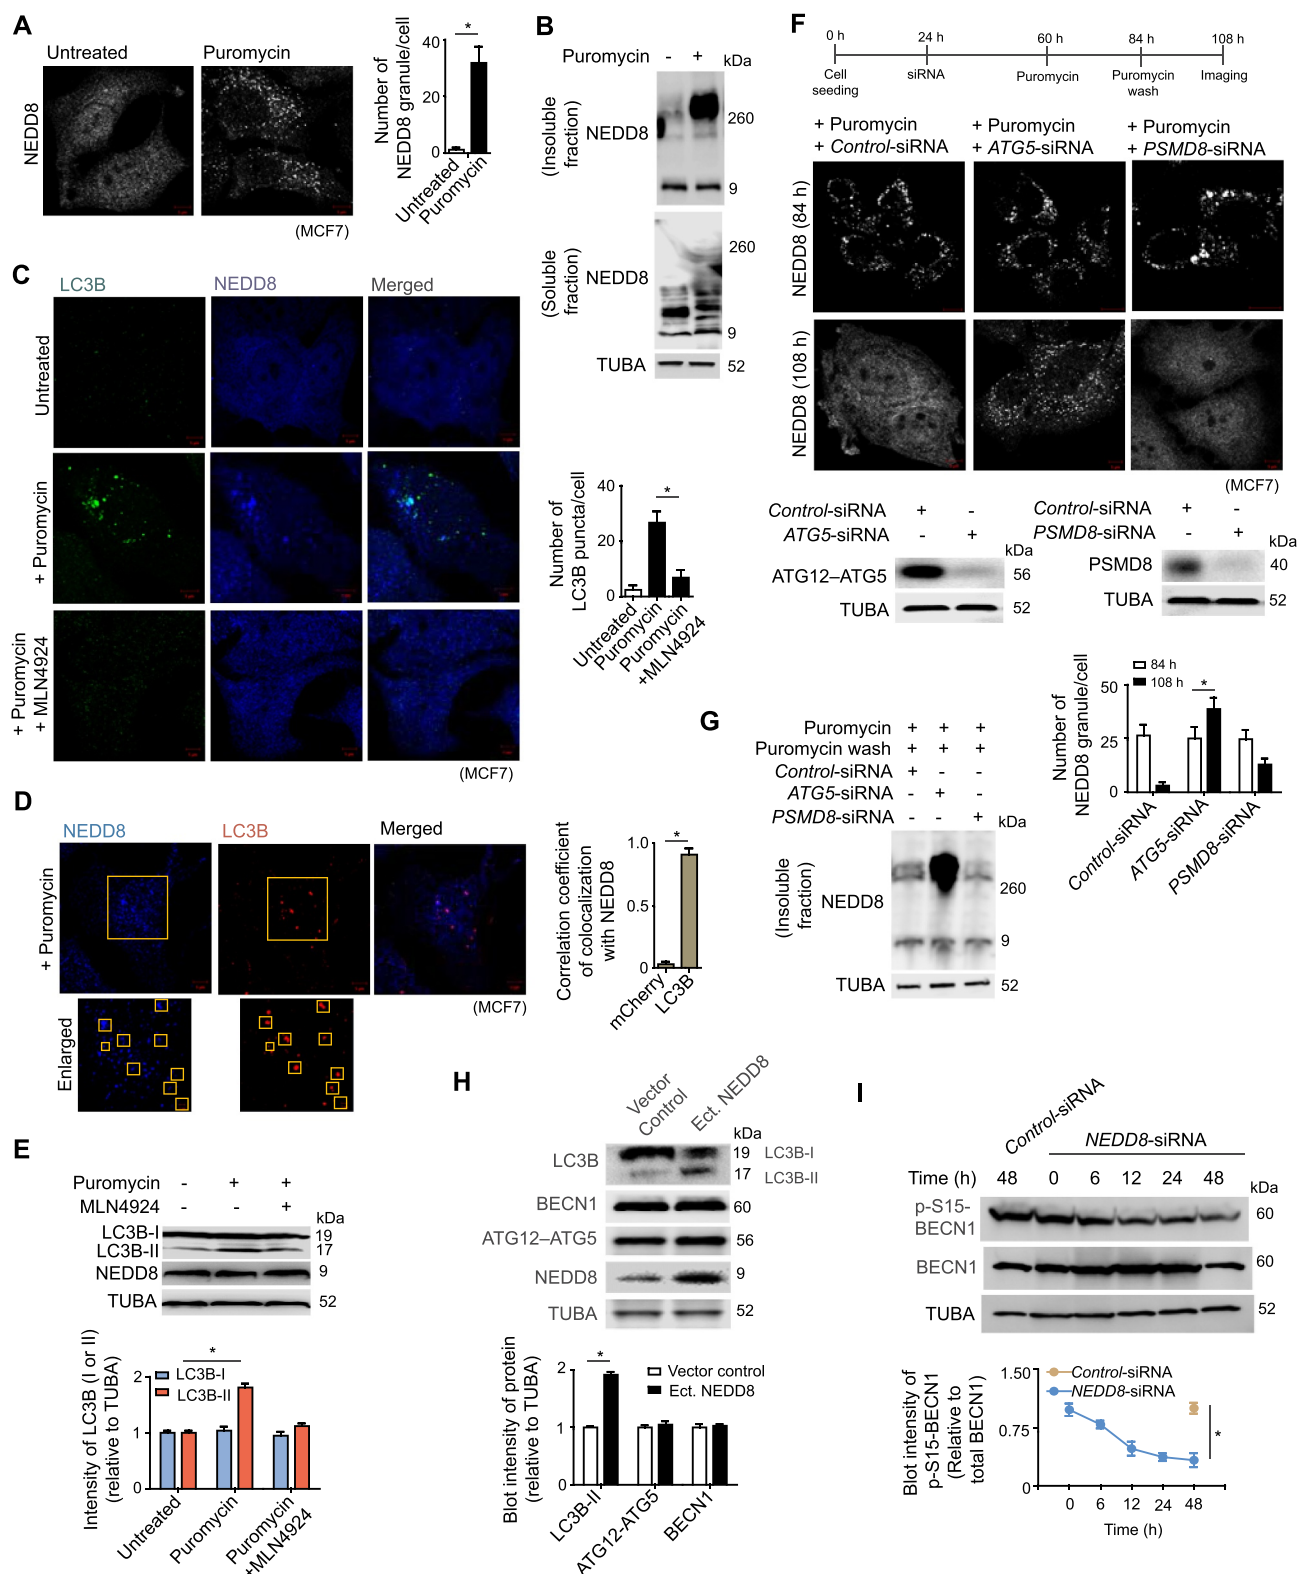 A
Untreated
Puromycin
NEDD8
(MCF7)
Number of
NEDD8 granule/cell
40
20
0
*
Untreated
Puromycin
B
Puromycin - + kDa
(Insoluble
fraction)
NEDD8
260
9
(Soluble
fraction)
NEDD8
260
9
TUBA
52
C
LC3B
NEDD8
Merged
Untreated
+ Puromycin
+ Puromycin
+ MLN4924
(MCF7)
Number of
LC3B puncta/cell
40
20
0
*
Untreated
Puromycin
Puromycin
+MLN4924
D
NEDD8
LC3B
Merged
+ Puromycin
(MCF7)
Enlarged
Correlation coefficient
of colocalization
with NEDD8
1.0
0.5
0
*
mCherry
LC3B
E
Puromycin - + +
MLN4924 - - +
kDa
LC3B-I 19
LC3B-II 17
NEDD8 9
TUBA 52
Intensity of LC3B (I or II)
(relative to TUBA)
2
1
0
*
LC3B-I
LC3B-II
Untreated
Puromycin
Puromycin
+MLN4924
F
0 h 24 h 60 h 84 h 108 h
Cell
seeding
siRNA
Puromycin
Puromycin
wash
Imaging
+ Puromycin
+ Control-siRNA
+ Puromycin
+ ATG5-siRNA
+ Puromycin
+ PSMD8-siRNA
NEDD8 (84 h)
NEDD8 (108 h)
(MCF7)
Control-siRNA + -
ATG5-siRNA - +
kDa
ATG12–ATG5 56
TUBA 52
Control-siRNA + -
PSMD8-siRNA - +
kDa
PSMD8 40
TUBA 52
Number of
NEDD8 granule/cell
50
25
0
84 h
108 h
*
Control-siRNA
ATG5-siRNA
PSMD8-siRNA
G
Puromycin + + +
Puromycin wash + + +
Control-siRNA + - -
ATG5-siRNA - + -
PSMD8-siRNA - - +
kDa
(Insoluble
fraction)
NEDD8
260
9
TUBA 52
H
Vector
Control
Ect. NEDD8
kDa
LC3B
19 LC3B-I
17 LC3B-II
BECN1 60
ATG12–ATG5 56
NEDD8 9
TUBA 52
Blot intensity of protein
(relative to TUBA)
2
1
0
*
Vector control
Ect. NEDD8
LC3B-II
ATG12-ATG5
BECN1
I
Control-siRNA
NEDD8-siRNA
Time (h) 48 0 6 12 24 48
kDa
p-S15-
BECN1
60
BECN1 60
TUBA 52
Blot intensity of
p-S15-BECN1
(Relative to
total BECN1)
1.50
0.75
0
Control-siRNA
NEDD8-siRNA
*
0 6 12 24 48
Time (h)